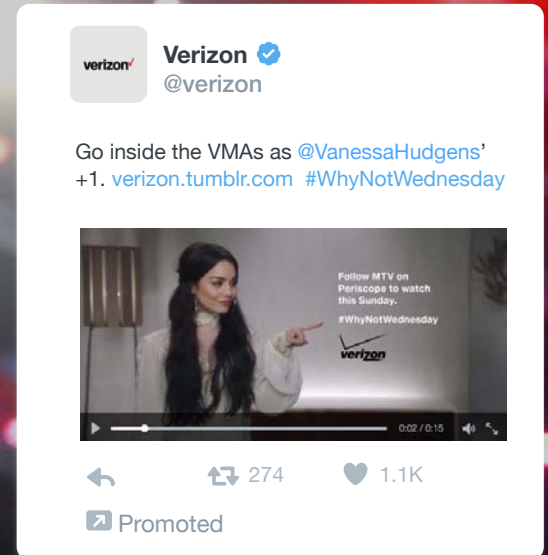 verizon
Verizon
@verizon
Go inside the VMAs as @VanessaHudgens’
+1. verizon.tumblr.com #WhyNotWednesday
Follow MTV on
Periscope to watch
this Sunday.
#WhyNotWednesday
verizon
0:02 / 0:15
274
1.1K
Promoted